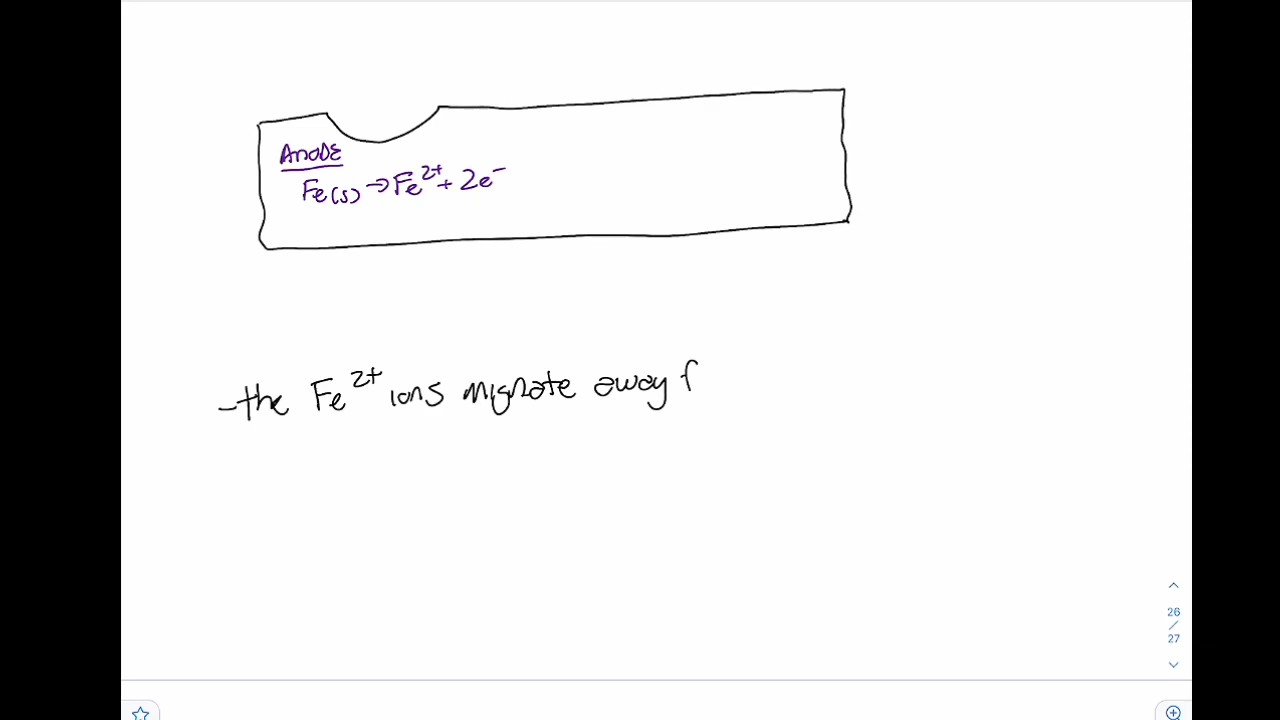 Anode
Fe(s) → Fe²⁺ + 2e⁻
-the Fe²⁺ ions migrate away f
26
/
27